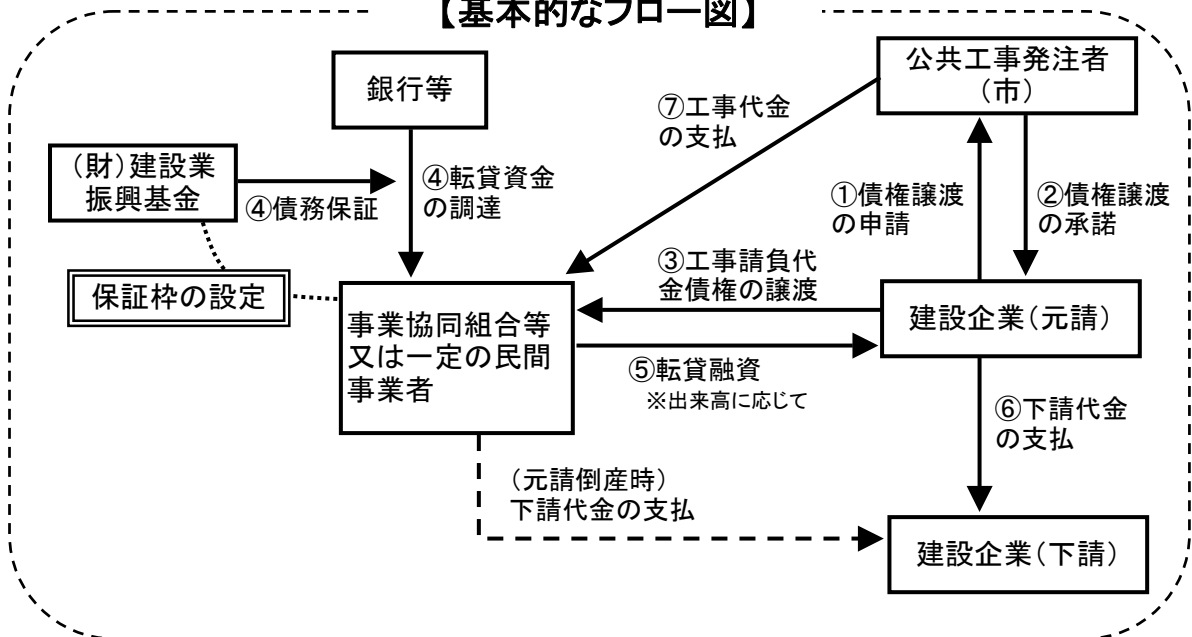 【基本的なフロー図】
銀行等
公共工事発注者
(市)
⑦工事代金
の支払
(財)建設業
振興基金
④債務保証
④転貸資金
の調達
①債権譲渡
の申請
②債権譲渡
の承諾
保証枠の設定
③工事請負代
金債権の譲渡
事業協同組合等
又は一定の民間
事業者
建設企業(元請)
⑤転貸融資
※出来高に応じて
⑥下請代金
の支払
(元請倒産時)
下請代金の支払
建設企業(下請)